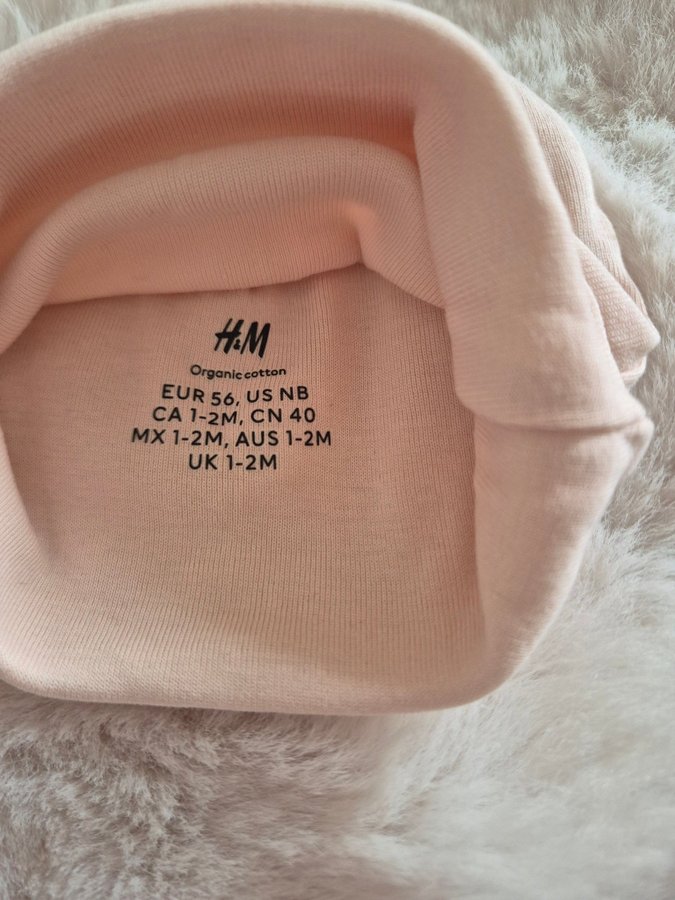 H&M
Organic cotton
EUR 56, US NB
CA 1-2M, CN 40
MX 1-2M, AUS 1-2M
UK 1-2M